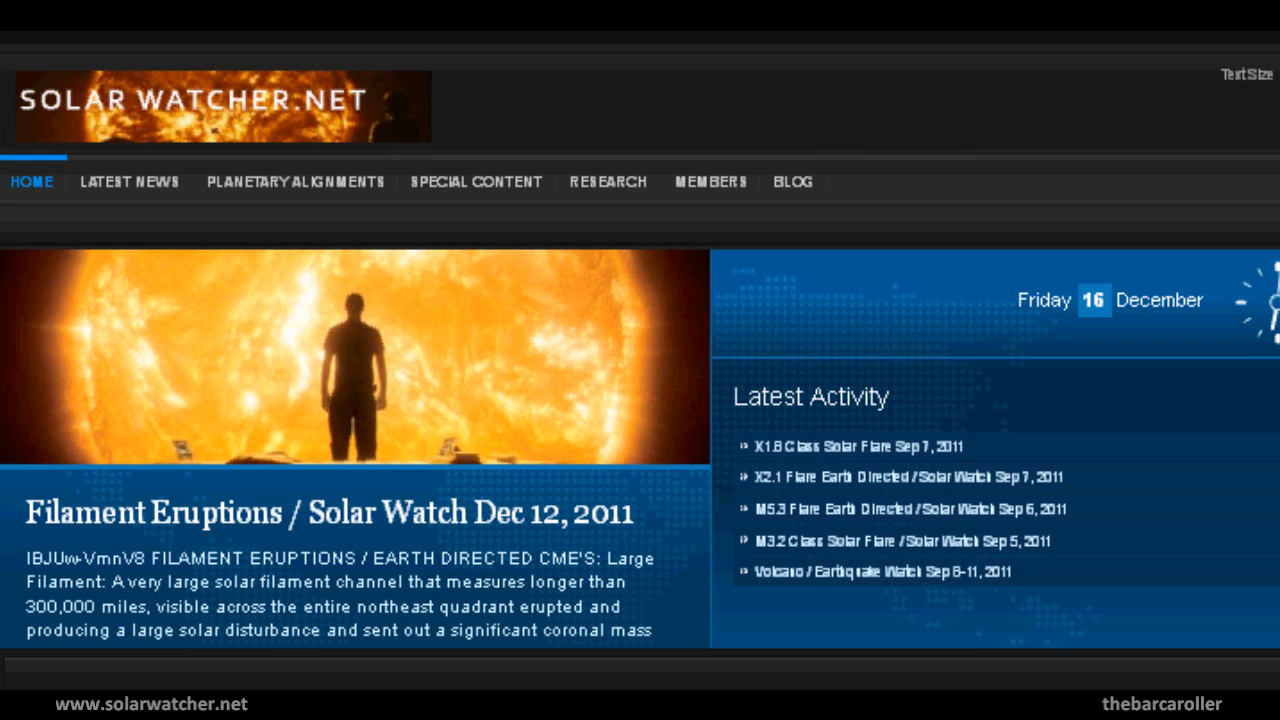 Text Size
SOLAR WATCHER.NET
HOME LATEST NEWS PLANETARY ALIGNMENTS SPECIAL CONTENT RESEARCH MEMBERS BLOG
Friday 16 December
Latest Activity
» X1.8 Class Solar Flare Sep 7, 2011
» X2.1 Flare Earth Directed / Solar Watch Sep 7, 2011
» M5.3 Flare Earth Directed / Solar Watch Sep 6, 2011
» M3.2 Class Solar Flare / Solar Watch Sep 5, 2011
» Volcano / Earthquake Watch Sep 8-11, 2011
Filament Eruptions / Solar Watch Dec 12, 2011
IBJUw-VmnV8 FILAMENT ERUPTIONS / EARTH DIRECTED CME'S: Large
Filament: A very large solar filament channel that measures longer than
300,000 miles, visible across the entire northeast quadrant erupted and
producing a large solar disturbance and sent out a significant coronal mass
www.solarwatcher.net
thebarcaroller